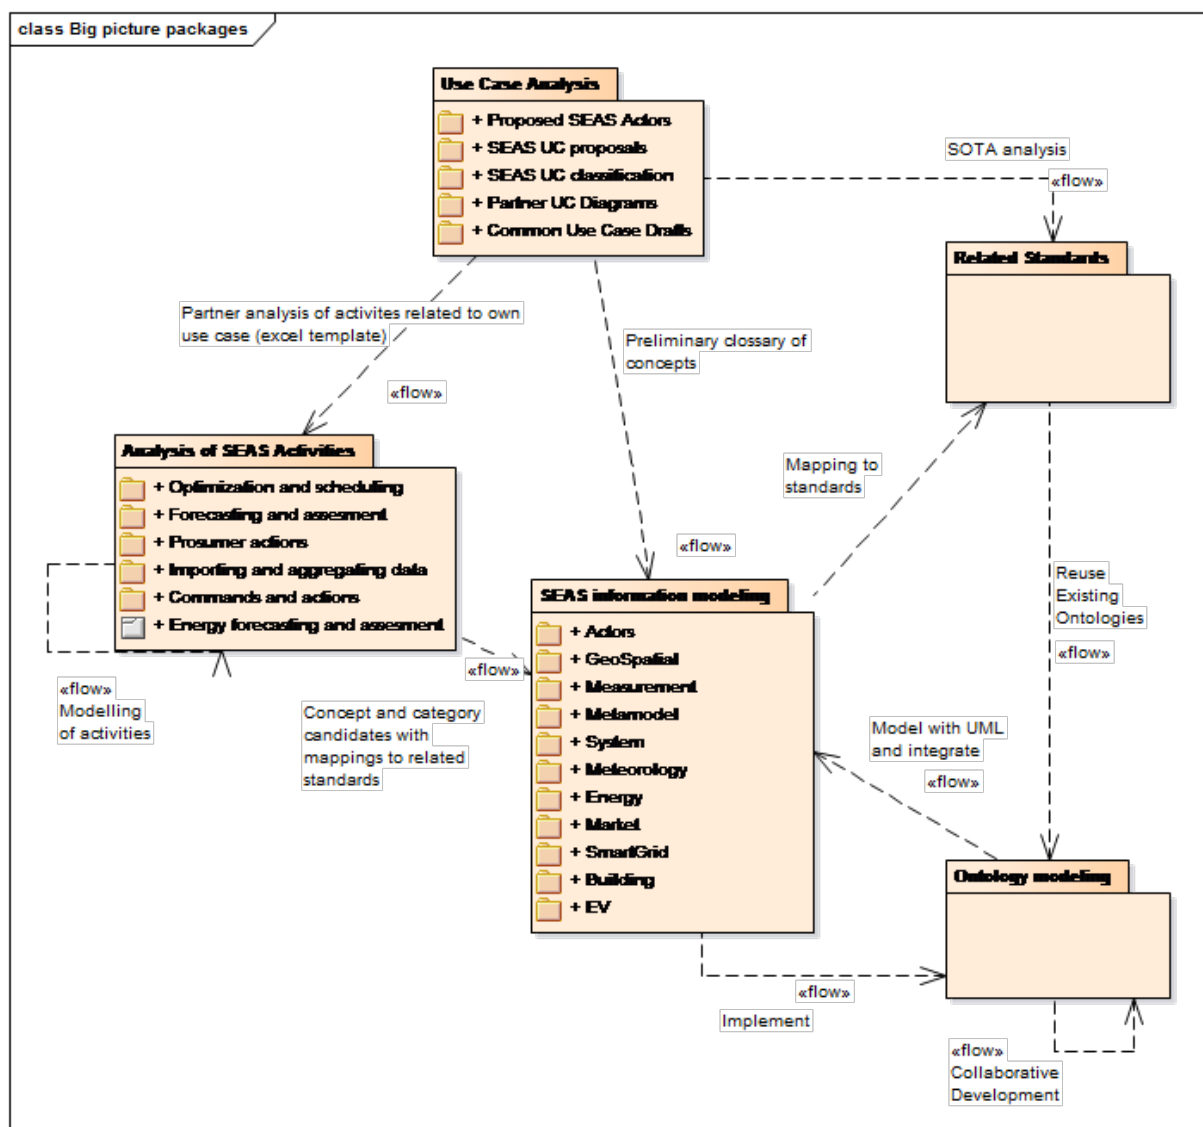 class Big picture packages
Use Case Analysis
+ Proposed SEAS Actors
+ SEAS UC proposals
+ SEAS UC classification
+ Partner UC Diagrams
+ Common Use Case Drafts
SOTA analysis
«flow»
Related Standards
Partner analysis of activites related to own
use case (excel template)
«flow»
Preliminary clossary of
concepts
«flow»
Analysis of SEAS Activities
+ Optimization and scheduling
+ Forecasting and assesment
+ Prosumer actions
+ Importing and aggregating data
+ Commands and actions
+ Energy forecasting and assesment
«flow»
Modelling
of activities
«flow»
Concept and category
candidates with
mappings to related
standards
Mapping to
standards
SEAS information modeling
+ Actors
+ GeoSpatial
+ Measurement
+ Metamodel
+ System
+ Meteorology
+ Energy
+ Market
+ SmartGrid
+ Building
+ EV
Reuse
Existing
Ontologies
«flow»
Model with UML
and integrate
«flow»
Ontology modeling
«flow»
Implement
«flow»
Collaborative
Development